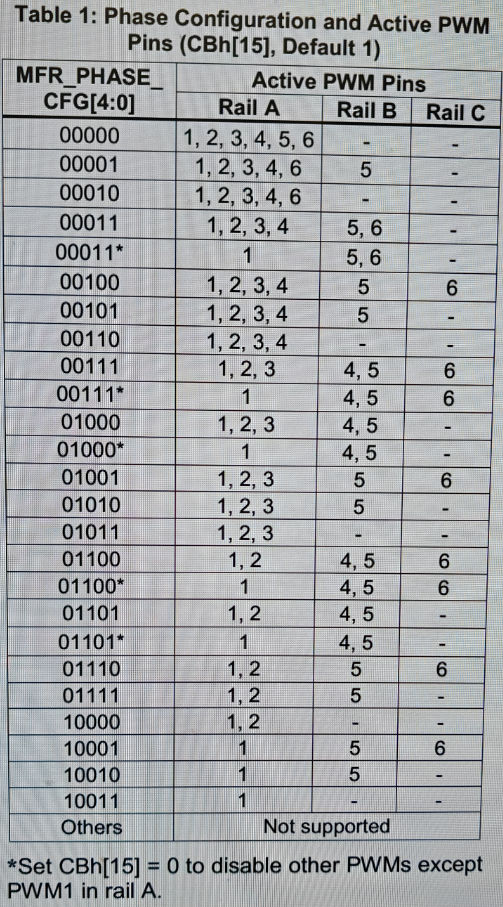 Table 1: Phase Configuration and Active PWM
Pins (CBh[15], Default 1)
MFR_PHASE_
CFG[4:0]
Active PWM Pins
Rail A Rail B Rail C
00000 1, 2, 3, 4, 5, 6 - -
00001 1, 2, 3, 4, 6 5 -
00010 1, 2, 3, 4, 6 - -
00011 1, 2, 3, 4 5, 6 -
00011* 1 5, 6 -
00100 1, 2, 3, 4 5 6
00101 1, 2, 3, 4 5 -
00110 1, 2, 3, 4 - -
00111 1, 2, 3 4, 5 6
00111* 1 4, 5 6
01000 1, 2, 3 4, 5 -
01000* 1 4, 5 -
01001 1, 2, 3 5 6
01010 1, 2, 3 5 -
01011 1, 2, 3 - -
01100 1, 2 4, 5 6
01100* 1 4, 5 6
01101 1, 2 4, 5 -
01101* 1 4, 5 -
01110 1, 2 5 6
01111 1, 2 5 -
10000 1, 2 - -
10001 1 5 6
10010 1 5 -
10011 1 - -
Others Not supported
*Set CBh[15] = 0 to disable other PWMs except
PWM1 in rail A.